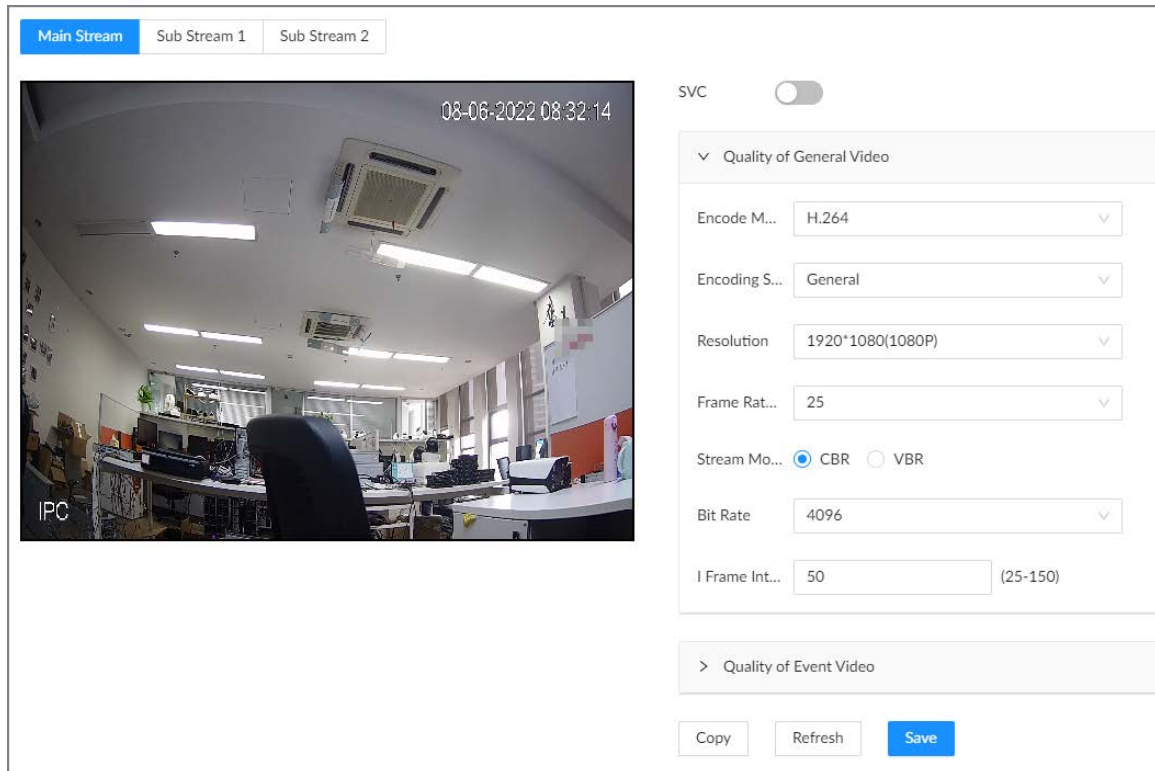 Main Stream
Sub Stream 1
Sub Stream 2
08-06-2022 08:32:14
IPC
SVC
Quality of General Video
Encode M... H.264
Encoding S... General
Resolution 1920*1080(1080P)
Frame Rat... 25
Stream Mo... CBR VBR
Bit Rate 4096
I Frame Int... 50 (25-150)
Quality of Event Video
Copy Refresh Save